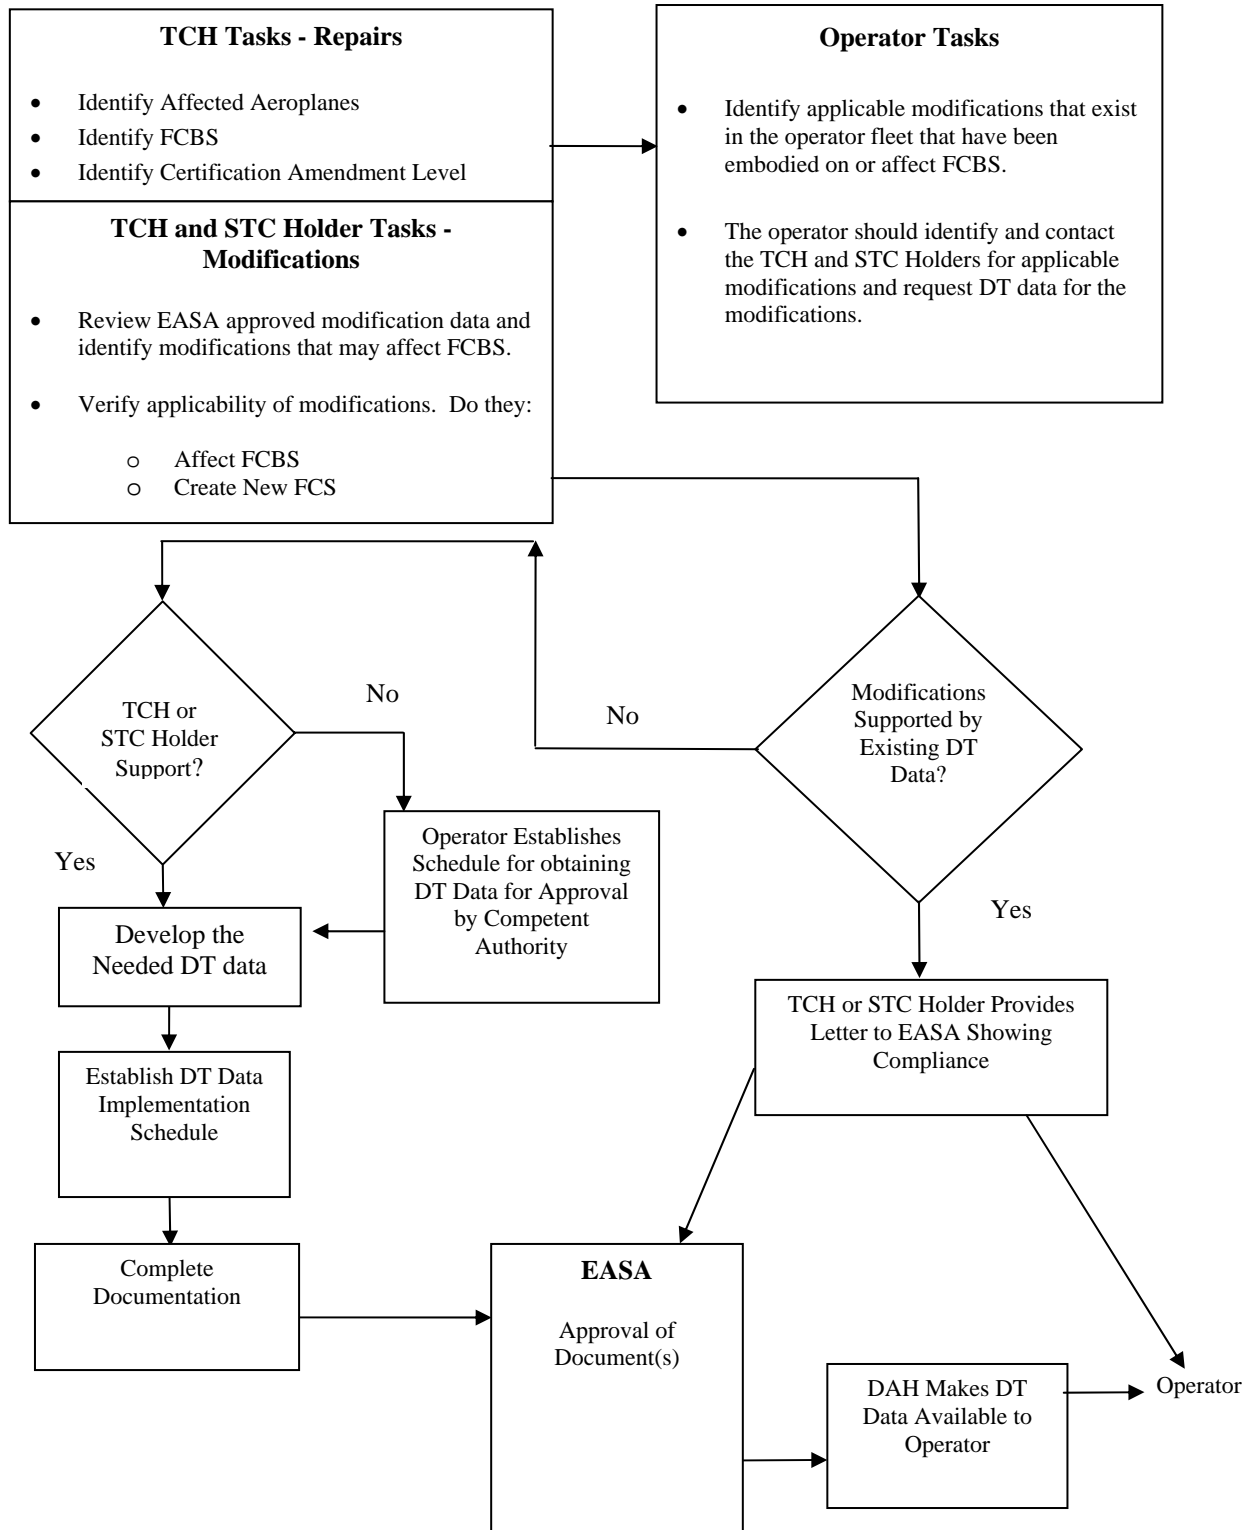 TCH Tasks - Repairs
• Identify Affected Aeroplanes
• Identify FCBS
• Identify Certification Amendment Level
Operator Tasks
• Identify applicable modifications that exist
in the operator fleet that have been
embodied on or affect FCBS.
• The operator should identify and contact
the TCH and STC Holders for applicable
modifications and request DT data for the
modifications.
TCH and STC Holder Tasks -
Modifications
• Review EASA approved modification data and
identify modifications that may affect FCBS.
• Verify applicability of modifications. Do they:
o Affect FCBS
o Create New FCS
Modifications
Supported by
Existing DT
Data?
No
Yes
TCH or
STC Holder
Support?
No
Yes
Operator Establishes
Schedule for obtaining
DT Data for Approval
by Competent
Authority
Develop the
Needed DT data
Establish DT Data
Implementation
Schedule
Complete
Documentation
TCH or STC Holder Provides
Letter to EASA Showing
Compliance
EASA
Approval of
Document(s)
DAH Makes DT
Data Available to
Operator
Operator